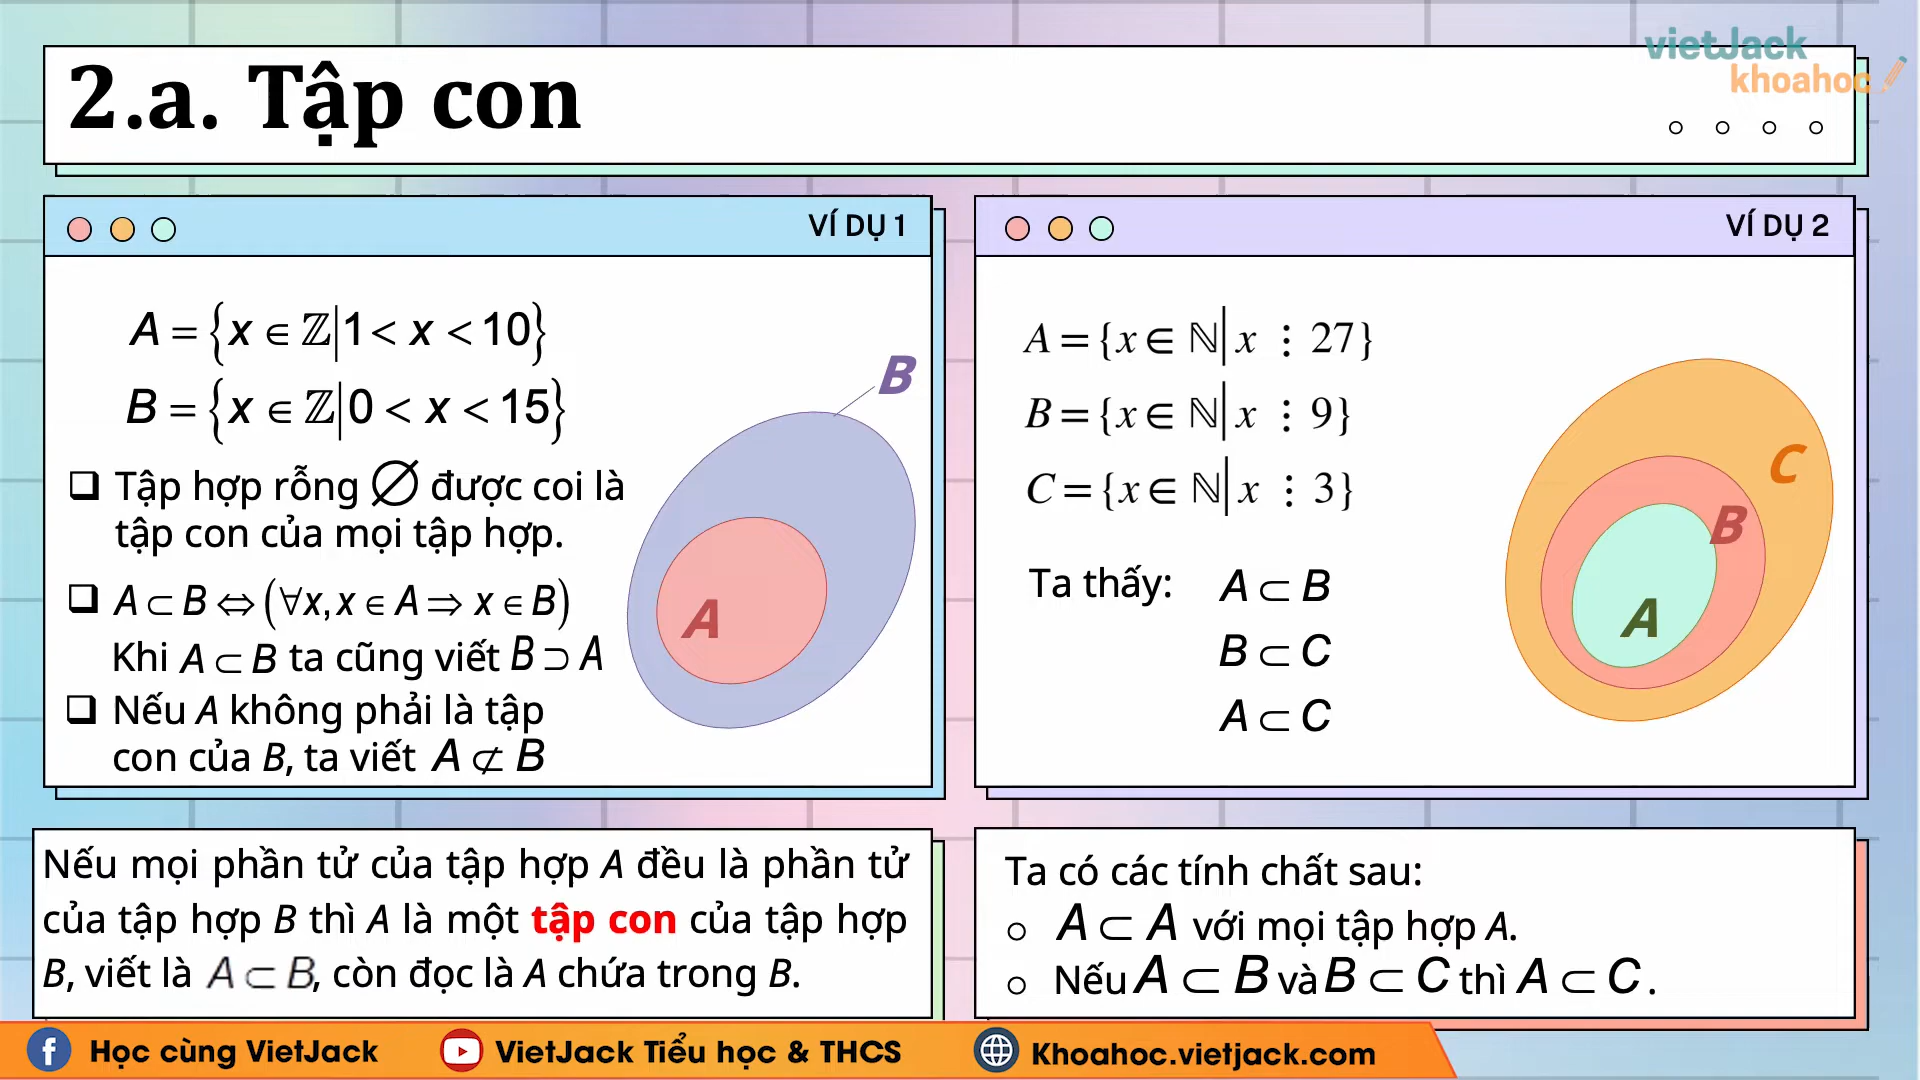 vietJack
khoahoc
2.a. Tập con
VÍ DỤ 1
A = {x ∈ ℤ|1 < x < 10}
B = {x ∈ ℤ|0 < x < 15}
B
A
❑ Tập hợp rỗng ∅ được coi là
tập con của mọi tập hợp.
❑ A ⊂ B ⇔ (∀x, x ∈ A ⇒ x ∈ B)
Khi A ⊂ B ta cũng viết B ⊃ A
❑ Nếu A không phải là tập
con của B, ta viết A ⊄ B
VÍ DỤ 2
A = {x ∈ ℕ| x ⋮ 27}
B = {x ∈ ℕ| x ⋮ 9}
C = {x ∈ ℕ| x ⋮ 3}
C
B
A
Ta thấy: A ⊂ B
B ⊂ C
A ⊂ C
Nếu mọi phần tử của tập hợp A đều là phần tử
của tập hợp B thì A là một tập con của tập hợp
B, viết là A ⊂ B, còn đọc là A chứa trong B.
Ta có các tính chất sau:
○ A ⊂ A với mọi tập hợp A.
○ Nếu A ⊂ B và B ⊂ C thì A ⊂ C.
Học cùng VietJack
VietJack Tiểu học & THCS
Khoahoc.vietjack.com